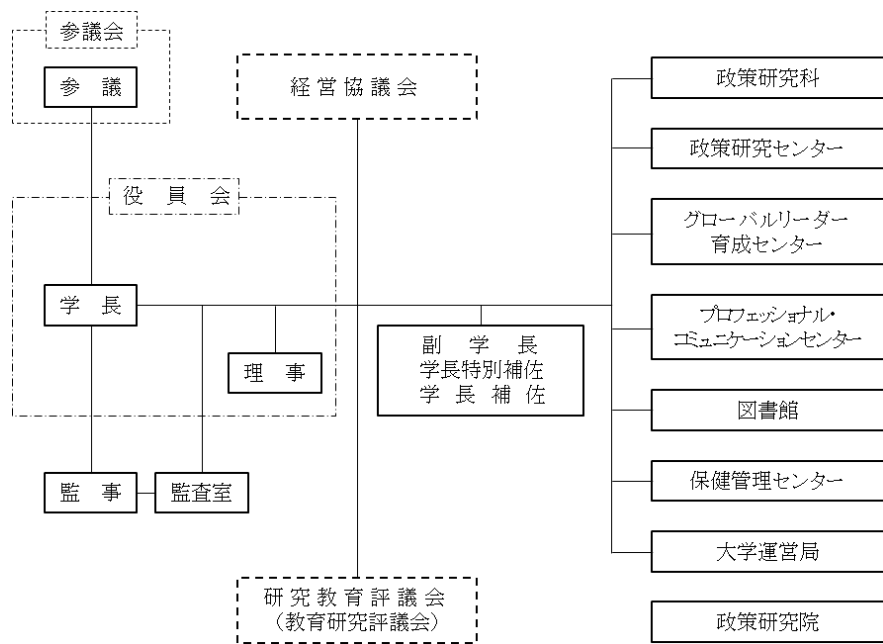 参議会
参　議
経営協議会
役　員　会
学　長
理　事
監　事
監査室
副　学　長
学長特別補佐
学　長　補　佐
研究教育評議会
（教育研究評議会）
政策研究科
政策研究センター
グローバルリーダー
育成センター
プロフェッショナル・
コミュニケーションセンター
図書館
保健管理センター
大学運営局
政策研究院